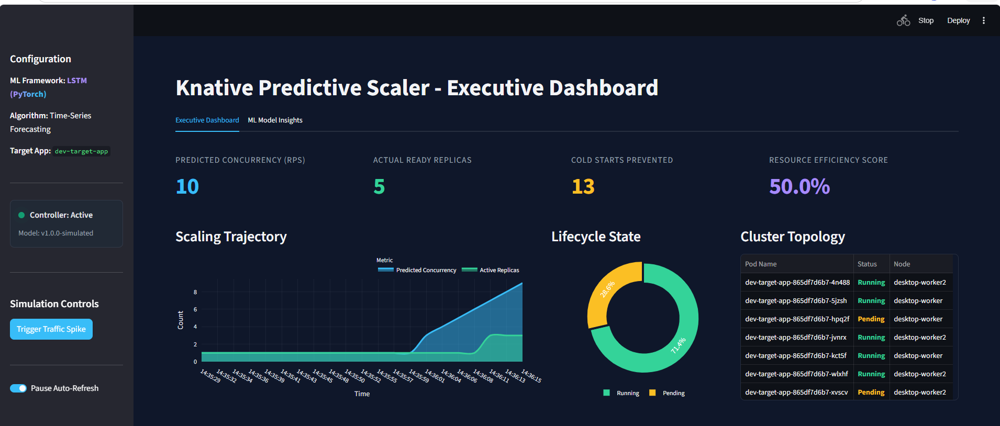 Stop
Deploy
Configuration
ML Framework: LSTM
(PyTorch)
Algorithm: Time-Series
Forecasting
Target App: dev-target-app
Controller: Active
Model: v1.0.0-simulated
Simulation Controls
Trigger Traffic Spike
Pause Auto-Refresh
Knative Predictive Scaler - Executive Dashboard
Executive Dashboard
ML Model Insights
PREDICTED CONCURRENCY (RPS)
10
ACTUAL READY REPLICAS
5
COLD STARTS PREVENTED
13
RESOURCE EFFICIENCY SCORE
50.0%
Scaling Trajectory
Metric
Predicted Concurrency
Active Replicas
Count
8
6
4
2
0
14:35:29
14:35:32
14:35:34
14:35:36
14:35:39
14:35:41
14:35:43
14:35:45
14:35:48
14:35:50
14:35:52
14:35:55
14:35:57
14:35:59
14:36:01
14:36:04
14:36:06
14:36:08
14:36:11
14:36:13
14:36:15
Time
Lifecycle State
28.6%
71.4%
Running
Pending
Cluster Topology
Pod Name Status Node
dev-target-app-865df7d6b7-4n488 Running desktop-worker2
dev-target-app-865df7d6b7-5jzsh Running desktop-worker
dev-target-app-865df7d6b7-hpq2f Pending desktop-worker
dev-target-app-865df7d6b7-jvnrx Running desktop-worker2
dev-target-app-865df7d6b7-kct5f Running desktop-worker
dev-target-app-865df7d6b7-wlxhf Running desktop-worker2
dev-target-app-865df7d6b7-xvscv Pending desktop-worker2